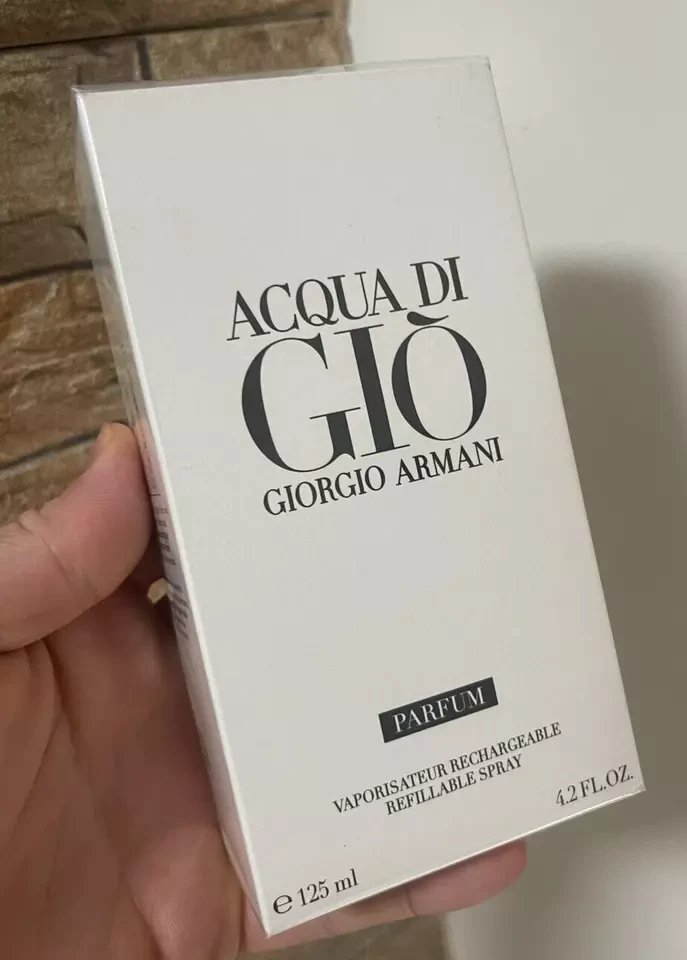 ACQUA DI
GIÒ
GIORGIO ARMANI
PARFUM
VAPORISATEUR RECHARGEABLE
REFILLABLE SPRAY
4.2 FL.OZ.
e 125 ml